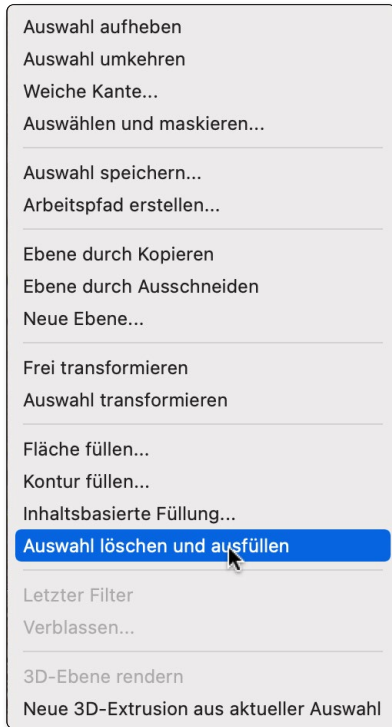 Auswahl aufheben
Auswahl umkehren
Weiche Kante...
Auswählen und maskieren...
Auswahl speichern...
Arbeitspfad erstellen...
Ebene durch Kopieren
Ebene durch Ausschneiden
Neue Ebene...
Frei transformieren
Auswahl transformieren
Fläche füllen...
Kontur füllen...
Inhaltsbasierte Füllung...
Auswahl löschen und ausfüllen
Letzter Filter
Verblassen...
3D-Ebene rendern
Neue 3D-Extrusion aus aktueller Auswahl